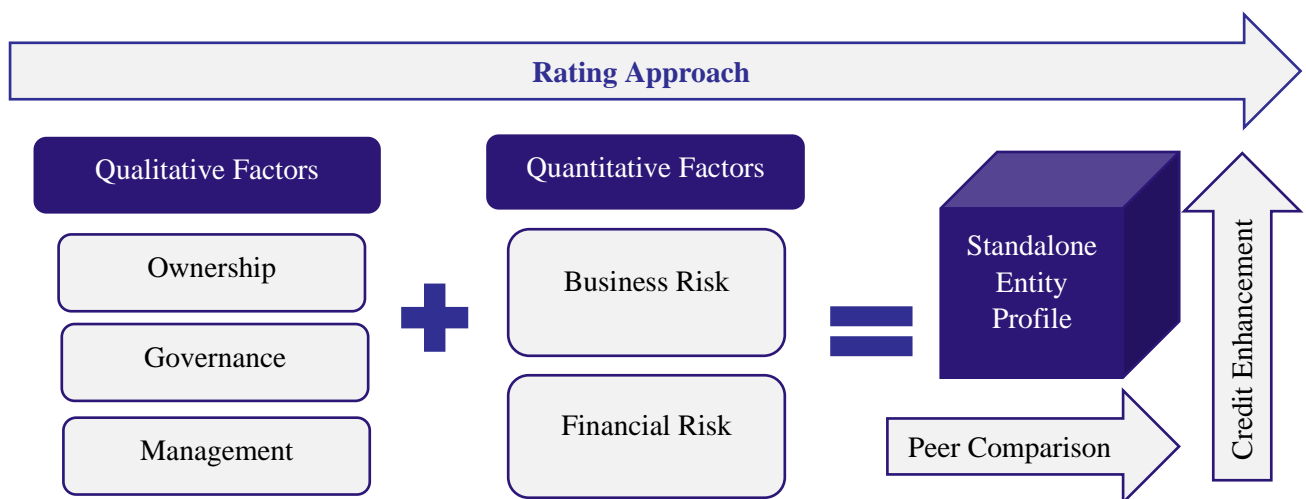 Rating Approach
Qualitative Factors
Quantitative Factors
Ownership
Governance
Management
Business Risk
Financial Risk
Standalone
Entity
Profile
Peer Comparison
Credit Enhancement